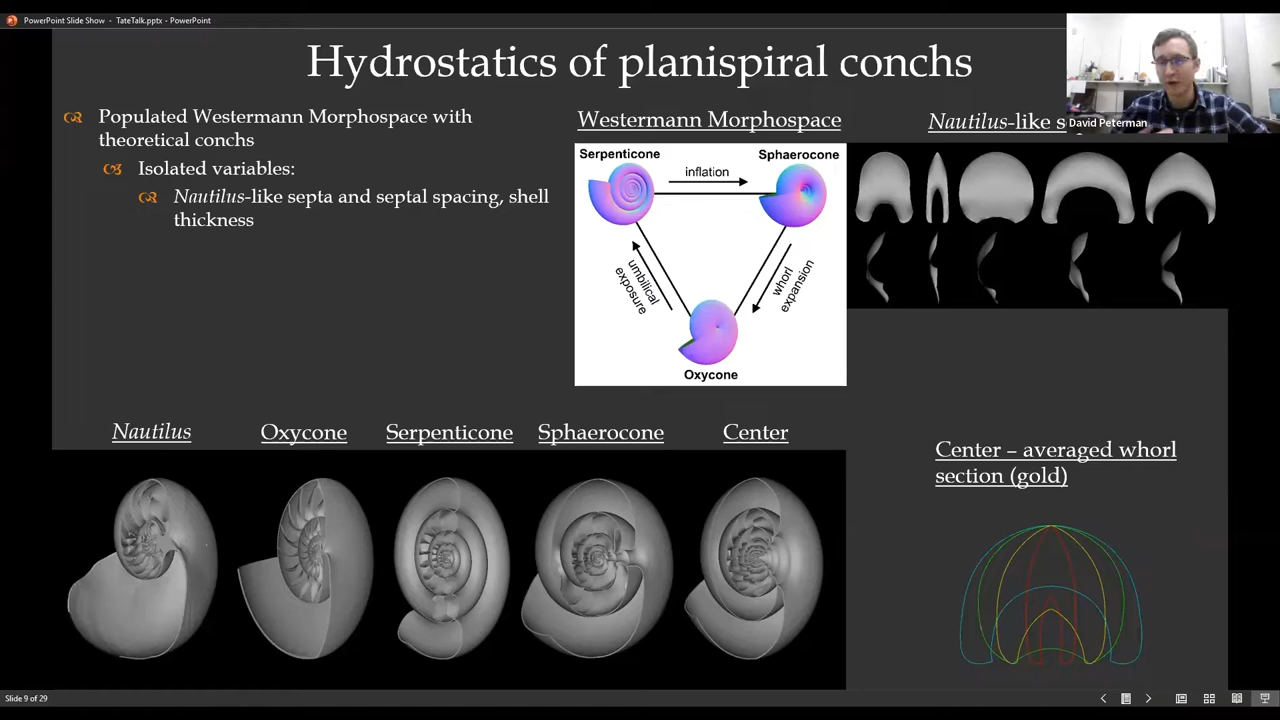 PowerPoint Slide Show - TateTalk.pptx - PowerPoint
Hydrostatics of planispiral conchs
David Peterman
Populated Westermann Morphospace with
theoretical conchs
Isolated variables:
Nautilus-like septa and septal spacing, shell
thickness
Westermann Morphospace
Serpenticone
Sphaerocone
inflation
umbilical
exposure
whorl
expansion
Oxycone
Nautilus-like
Nautilus
Oxycone
Serpenticone
Sphaerocone
Center
Center – averaged whorl
section (gold)
Slide 9 of 29